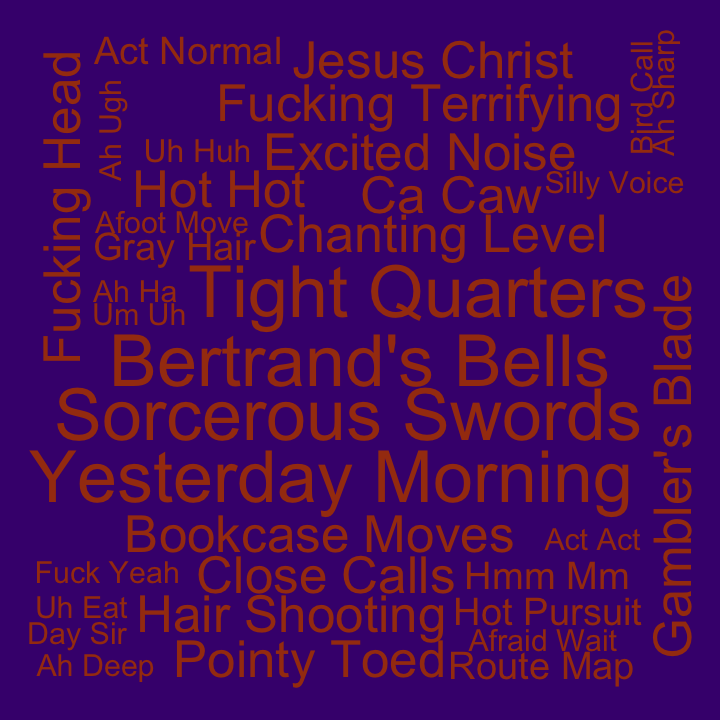 Act Normal
Jesus Christ
Bird Call
Ah Sharp
Fucking Head
Ah Ugh
Fucking Terrifying
Uh Huh
Excited Noise
Hot Hot
Ca Caw
Silly Voice
Afoot Move
Gray Hair
Chanting Level
Ah Ha
Tight Quarters
Um Uh
Gambler's Blade
Bertrand's Bells
Sorcerous Swords
Yesterday Morning
Bookcase Moves
Act Act
Fuck Yeah
Close Calls
Hmm Mm
Uh Eat
Hair Shooting
Hot Pursuit
Day Sir
Afraid Wait
Ah Deep
Pointy Toed
Route Map